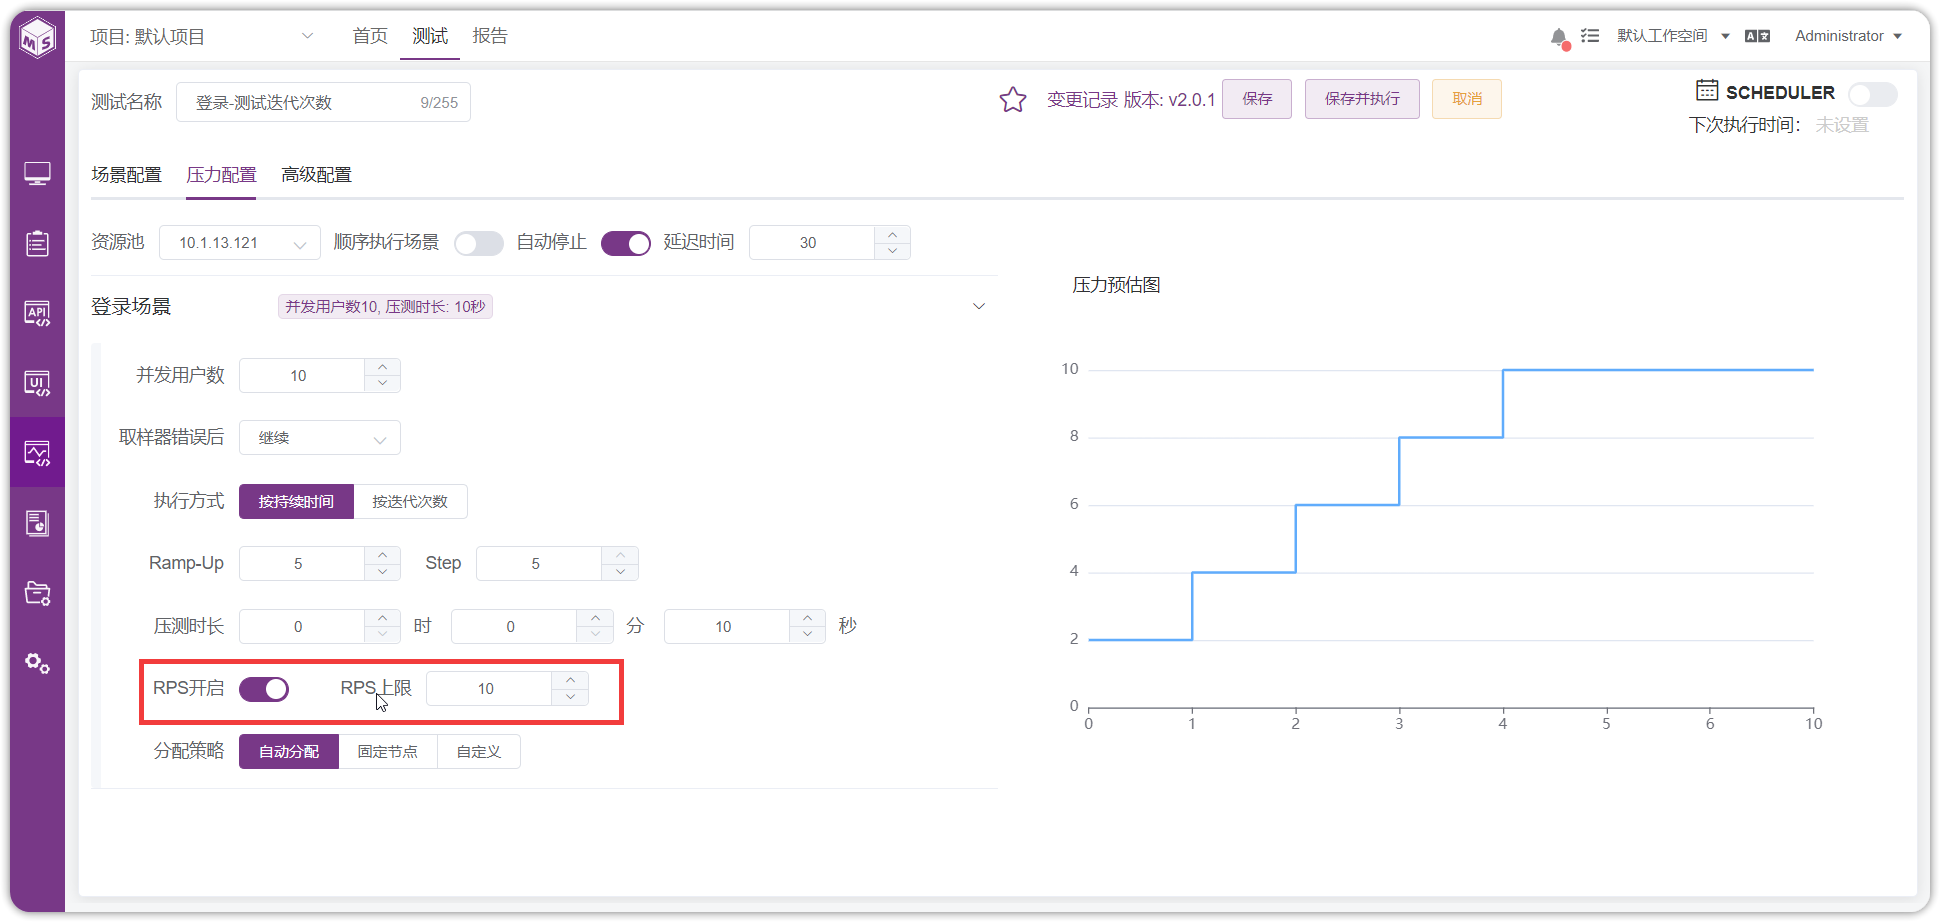 MS
项目: 默认项目
首页 测试 报告
默认工作空间
Administrator
测试名称 登录-测试迭代次数 9/255
变更记录 版本: v2.0.1
保存
保存并执行
取消
SCHEDULER
下次执行时间： 未设置
场景配置 压力配置 高级配置
资源池 10.1.13.121 顺序执行场景 自动停止 延迟时间 30
登录场景 并发用户数10, 压测时长: 10秒
并发用户数 10
取样器错误后 继续
执行方式 按持续时间 按迭代次数
Ramp-Up 5 Step 5
压测时长 0 时 0 分 10 秒
RPS开启 RPS上限 10
分配策略 自动分配 固定节点 自定义
API
UI
压力预估图
10
8
6
4
2
0
0 1 2 3 4 5 6 10